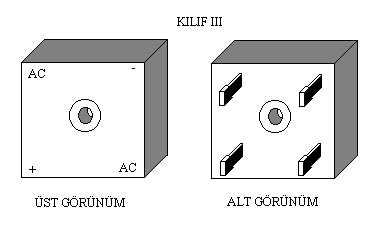 KILIF III
AC -
+ AC
ÜST GÖRÜNÜM
ALT GÖRÜNÜM